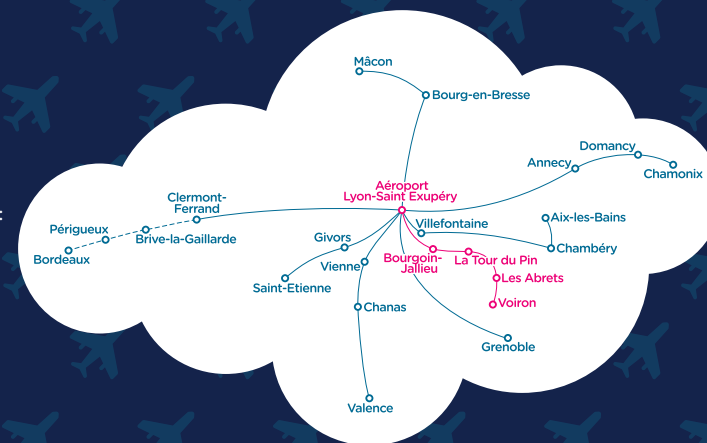 Mâcon
Bourg-en-Bresse
Domancy
Annecy
Chamonix
Aéroport
Lyon-Saint Exupéry
Clermont-
Ferrand
Périgueux
Brive-la-Gaillarde
Bordeaux
Villefontaine
Aix-les-Bains
Chambéry
Givors
Vienne
Saint-Etienne
Bourgoin-
Jallieu
La Tour du Pin
Les Abrets
Voiron
Chanas
Grenoble
Valence
: